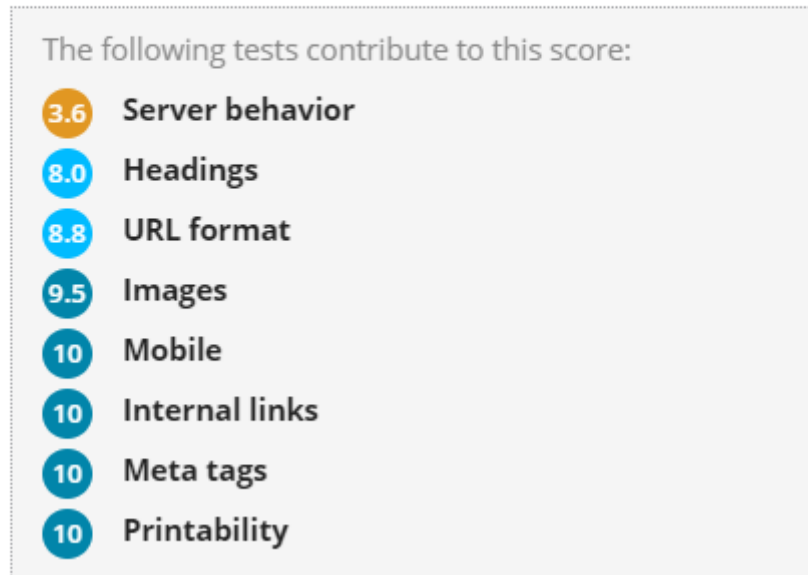 The following tests contribute to this score:
3.6 Server behavior
8.0 Headings
8.8 URL format
9.5 Images
10 Mobile
10 Internal links
10 Meta tags
10 Printability